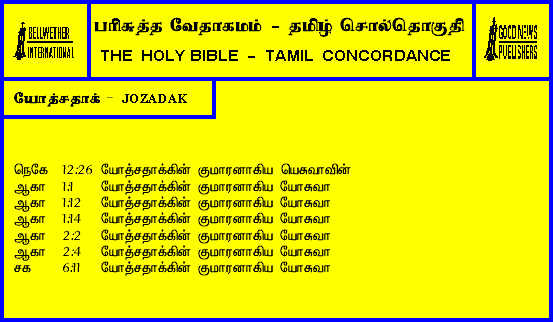 BELLWETHER
INTERNATIONAL
பரிசுத்த வேதாகமம் - தமிழ் சொல்தொகுதி
THE HOLY BIBLE - TAMIL CONCORDANCE
GOOD NEWS
PUBLISHERS
யோத்சதாக் - JOZADAK
நெகே 12:26 யோத்சதாக்கின் குமாரனாகிய யெசுவாவின்
ஆகா 1:1 யோத்சதாக்கின் குமாரனாகிய யோசுவா
ஆகா 1:12 யோத்சதாக்கின் குமாரனாகிய யோசுவா
ஆகா 1:14 யோத்சதாக்கின் குமாரனாகிய யோசுவா
ஆகா 2:2 யோத்சதாக்கின் குமாரனாகிய யோசுவா
ஆகா 2:4 யோத்சதாக்கின் குமாரனாகிய யோசுவா
சக 6:11 யோத்சதாக்கின் குமாரனாகிய யோசுவா